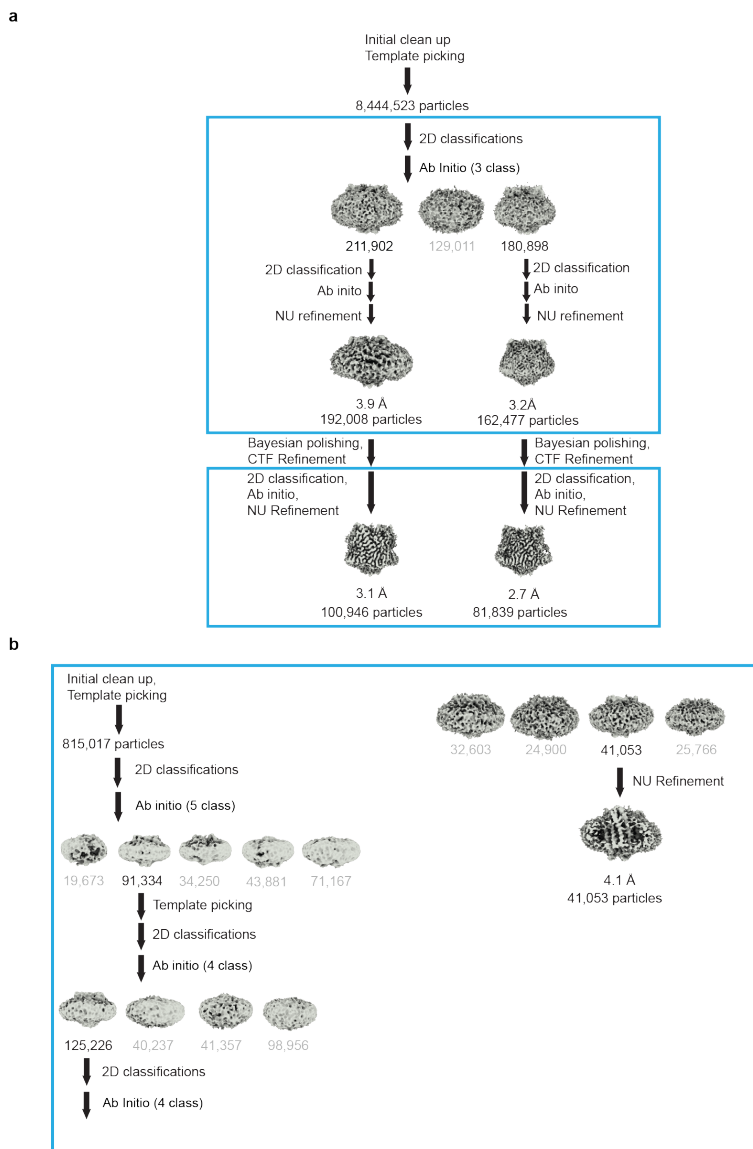 a
Initial clean up
Template picking
8,444,523 particles
2D classifications
Ab Initio (3 class)
211,902
129,011
180,898
2D classification
Ab inito
NU refinement
2D classification
Ab inito
NU refinement
3.9 Å
192,008 particles
3.2Å
162,477 particles
Bayesian polishing,
CTF Refinement
Bayesian polishing,
CTF Refinement
2D classification,
Ab initio,
NU Refinement
2D classification,
Ab initio,
NU Refinement
3.1 Å
100,946 particles
2.7 Å
81,839 particles
b
Initial clean up,
Template picking
815,017 particles
2D classifications
Ab initio (5 class)
19,673
91,334
34,250
43,881
71,167
Template picking
2D classifications
Ab initio (4 class)
125,226
40,237
41,357
98,956
2D classifications
Ab Initio (4 class)
32,603
24,900
41,053
25,766
NU Refinement
4.1 Å
41,053 particles